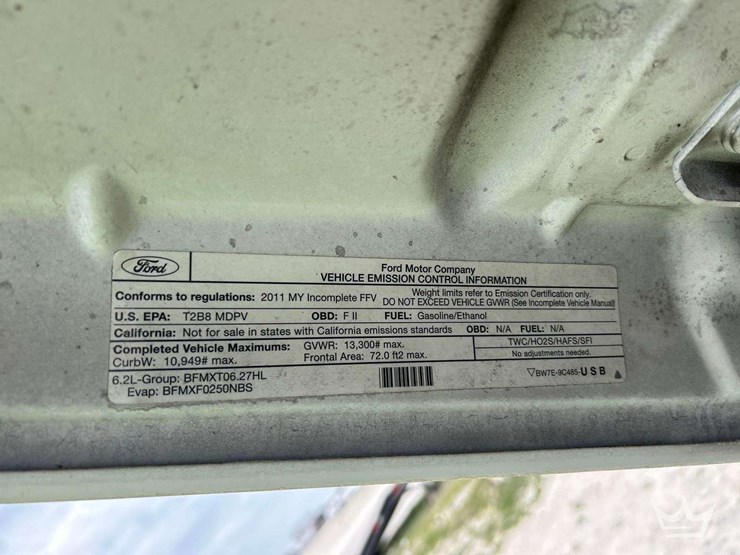 Ford
Ford Motor Company
VEHICLE EMISSION CONTROL INFORMATION
Conforms to regulations: 2011 MY Incomplete FFV
Weight limits refer to Emission Certification only.
DO NOT EXCEED VEHICLE GVWR (See Incomplete Vehicle Manual)
U.S. EPA: T2B8 MDPV OBD: F II FUEL: Gasoline/Ethanol
California: Not for sale in states with California emissions standards OBD: N/A FUEL: N/A
Completed Vehicle Maximums: GVWR: 13,300# max.
CurbW: 10,949# max. Frontal Area: 72.0 ft2 max.
TWC/HO2S/HAFS/SFI
No adjustments needed.
6.2L-Group: BFMXT06.27HL
Evap: BFMXF0250NBS
BW7E-9C485-USB